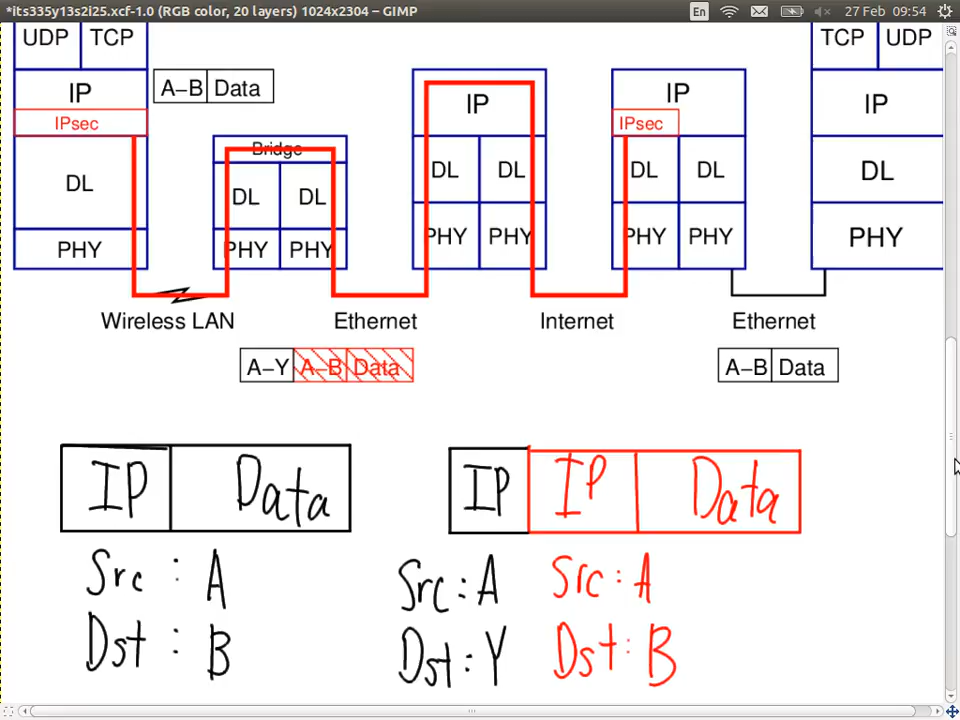 *its335y13s2i25.xcf-1.0 (RGB color, 20 layers) 1024x2304 – GIMP
En
27 Feb 09:54
UDP TCP
TCP UDP
IP
A–B Data
IP
IP
IP
IPsec
IPsec
Bridge
DL
DL DL
DL DL
DL DL
DL
PHY
PHY PHY
PHY PHY
PHY PHY
PHY
Wireless LAN
Ethernet
Internet
Ethernet
A–Y A–B Data
A–B Data
IP Data
IP IP Data
Src : A
Src : A Src : A
Dst : B
Dst : Y Dst : B